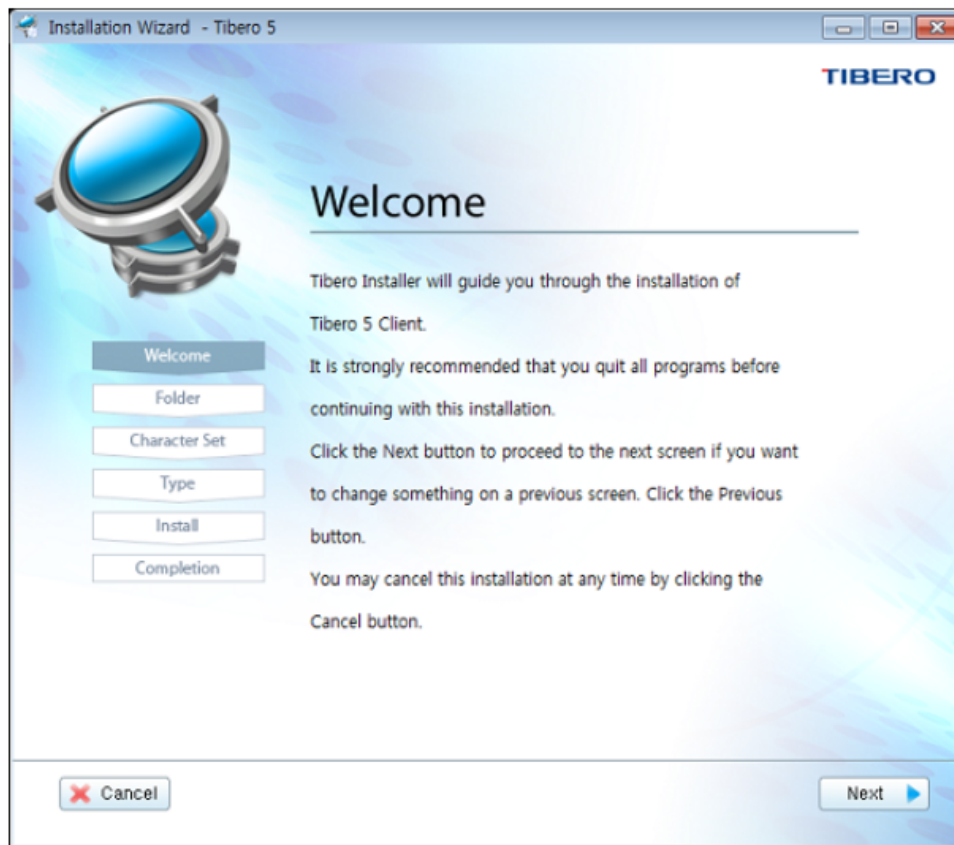 Installation Wizard - Tibero 5
TIBERO
Welcome
Tibero Installer will guide you through the installation of
Tibero 5 Client.
It is strongly recommended that you quit all programs before
continuing with this installation.
Click the Next button to proceed to the next screen if you want
to change something on a previous screen. Click the Previous
button.
You may cancel this installation at any time by clicking the
Cancel button.
Welcome
Folder
Character Set
Type
Install
Completion
Cancel
Next